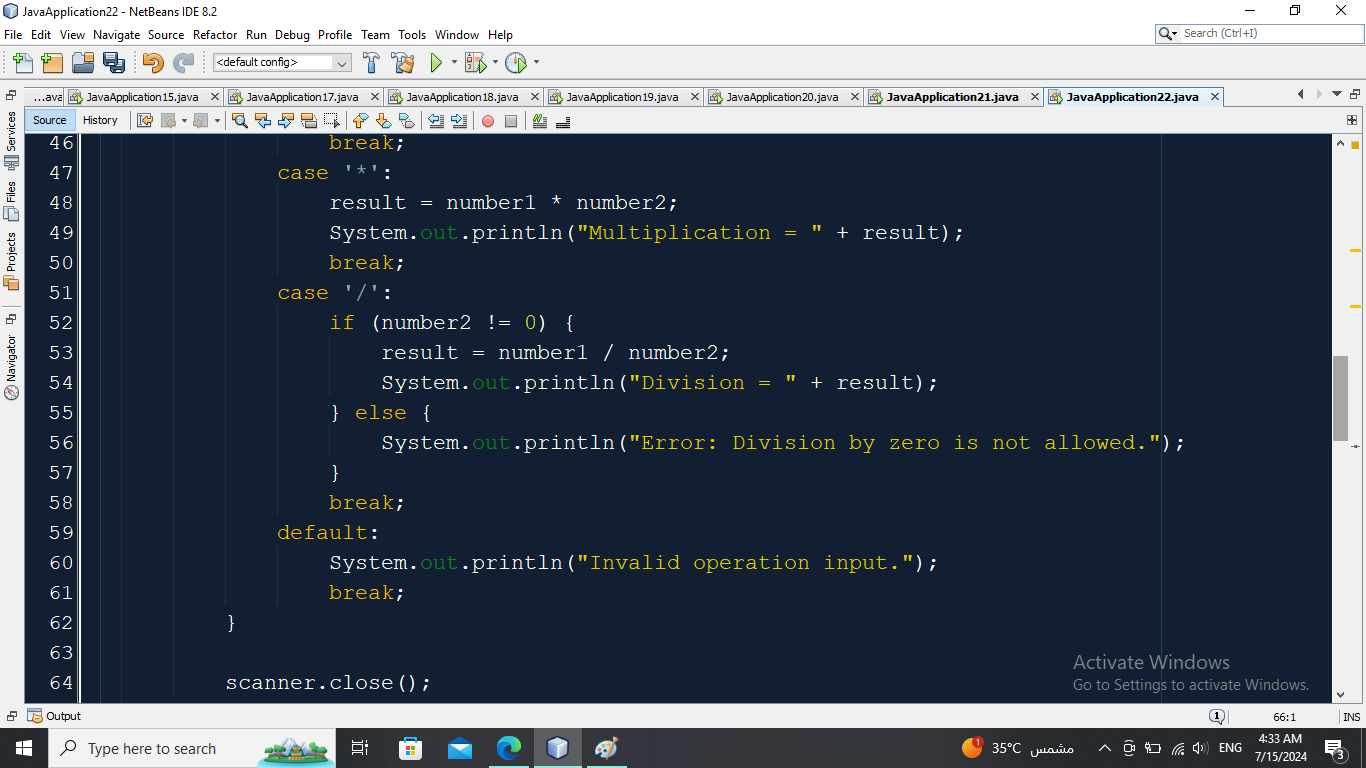 JavaApplication22 - NetBeans IDE 8.2
File Edit View Navigate Source Refactor Run Debug Profile Team Tools Window Help
Search (Ctrl+I)
<default config>
...ava JavaApplication15.java JavaApplication17.java JavaApplication18.java JavaApplication19.java JavaApplication20.java JavaApplication21.java JavaApplication22.java
Source History
Services
Files
Projects
Navigator
46 break;
47 case '*':
48 result = number1 * number2;
49 System.out.println("Multiplication = " + result);
50 break;
51 case '/':
52 if (number2 != 0) {
53 result = number1 / number2;
54 System.out.println("Division = " + result);
55 } else {
56 System.out.println("Error: Division by zero is not allowed.");
57 }
58 break;
59 default:
60 System.out.println("Invalid operation input.");
61 break;
62 }
63
64 scanner.close();
Activate Windows
Go to Settings to activate Windows.
Output
1
66:1
INS
Type here to search
1
35°C مشمس
ENG
4:33 AM
7/15/2024
3